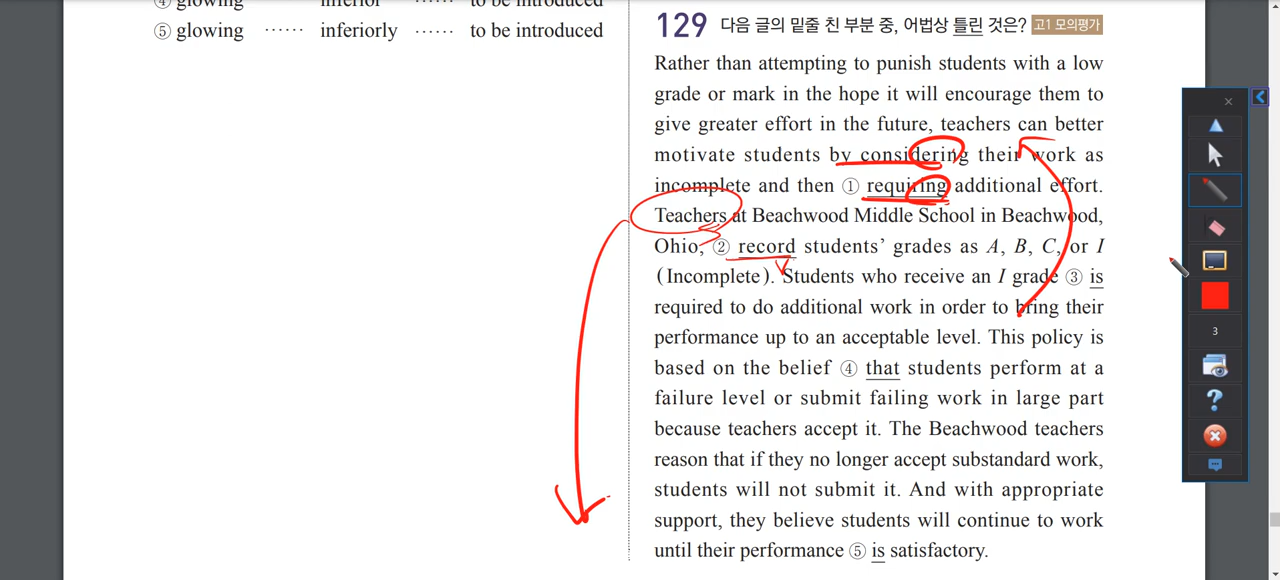 ④ glowing ······ inferior ······ to be introduced
⑤ glowing ······ inferiorly ······ to be introduced
129 다음 글의 밑줄 친 부분 중, 어법상 틀린 것은? 고1 모의평가
Rather than attempting to punish students with a low
grade or mark in the hope it will encourage them to
give greater effort in the future, teachers can better
motivate students by considering their work as
incomplete and then ① requiring additional effort.
Teachers at Beachwood Middle School in Beachwood,
Ohio, ② record students' grades as A, B, C, or I
(Incomplete). Students who receive an I grade ③ is
required to do additional work in order to bring their
performance up to an acceptable level. This policy is
based on the belief ④ that students perform at a
failure level or submit failing work in large part
because teachers accept it. The Beachwood teachers
reason that if they no longer accept substandard work,
students will not submit it. And with appropriate
support, they believe students will continue to work
until their performance ⑤ is satisfactory.
3